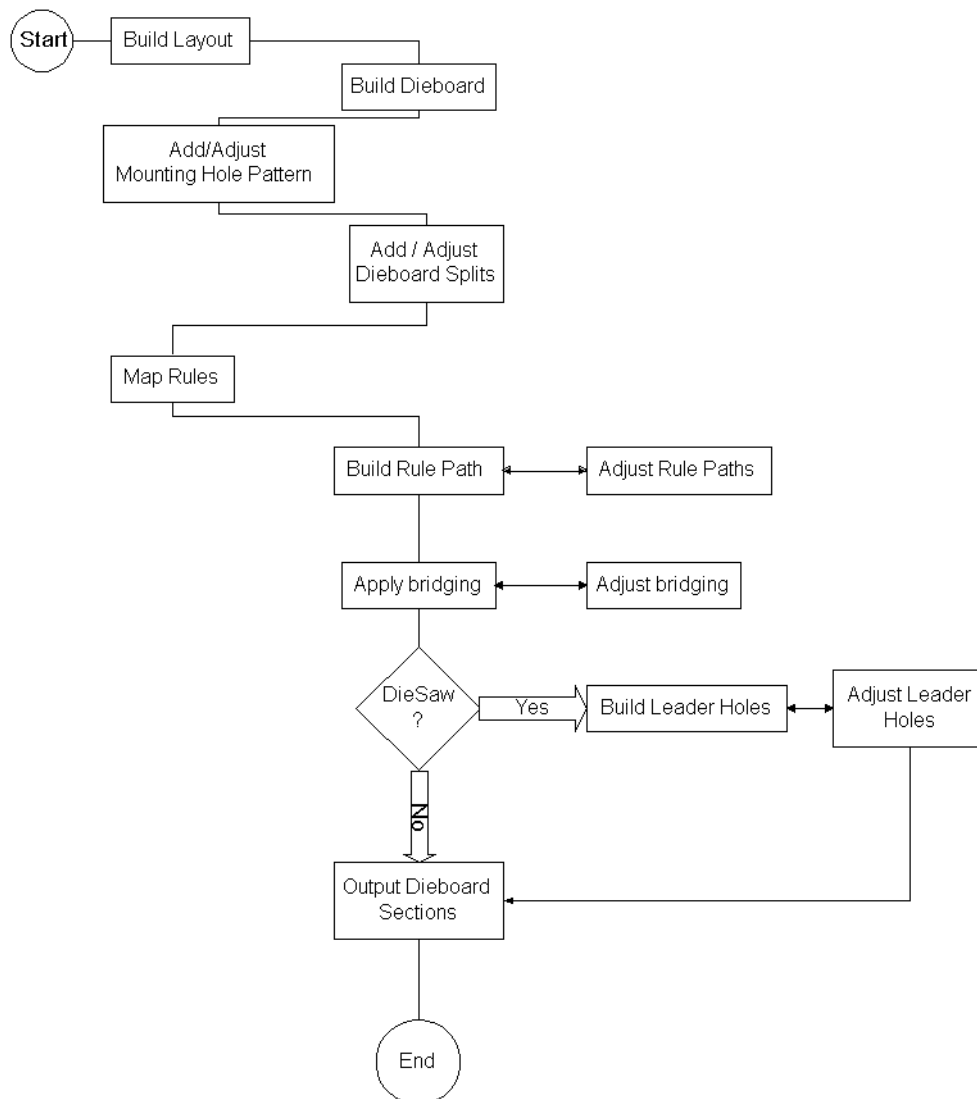 Start
Build Layout
Build Dieboard
Add/Adjust
Mounting Hole Pattern
Add / Adjust
Dieboard Splits
Map Rules
Build Rule Path
Adjust Rule Paths
Apply bridging
Adjust bridging
DieSaw
?
Yes
Build Leader Holes
Adjust Leader
Holes
No
Output Dieboard
Sections
End